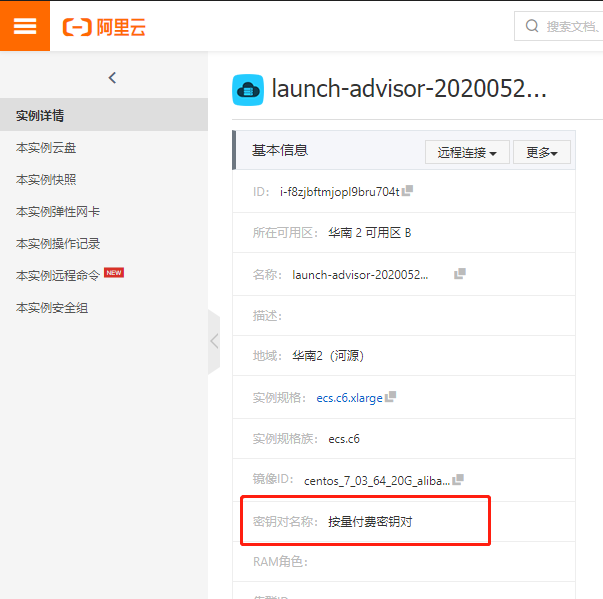 阿里云
搜索文档、
launch-advisor-2020052...
实例详情
本实例云盘
本实例快照
本实例弹性网卡
本实例操作记录
本实例远程命令 NEW
本实例安全组
基本信息
远程连接
更多
ID: i-f8zjbftmjopl9bru704t
所在可用区: 华南 2 可用区 B
名称: launch-advisor-2020052...
描述:
地域: 华南2（河源）
实例规格: ecs.c6.xlarge
实例规格族: ecs.c6
镜像ID: centos_7_03_64_20G_aliba...
密钥对名称: 按量付费密钥对
RAM角色: